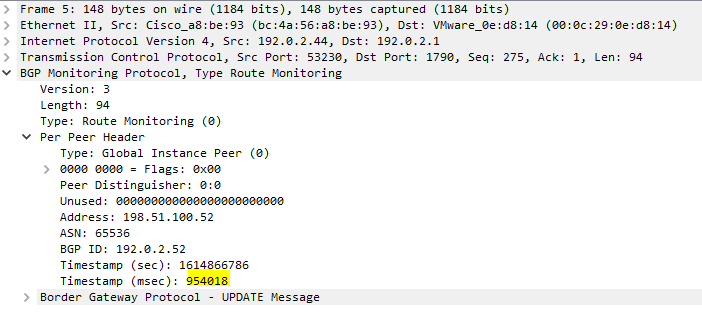 Frame 5: 148 bytes on wire (1184 bits), 148 bytes captured (1184 bits)
Ethernet II, Src: Cisco_a8:be:93 (bc:4a:56:a8:be:93), Dst: VMware_0e:d8:14 (00:0c:29:0e:d8:14)
Internet Protocol Version 4, Src: 192.0.2.44, Dst: 192.0.2.1
Transmission Control Protocol, Src Port: 53230, Dst Port: 1790, Seq: 275, Ack: 1, Len: 94
BGP Monitoring Protocol, Type Route Monitoring
Version: 3
Length: 94
Type: Route Monitoring (0)
Per Peer Header
Type: Global Instance Peer (0)
0000 0000 = Flags: 0x00
Peer Distinguisher: 0:0
Unused: 000000000000000000000000
Address: 198.51.100.52
ASN: 65536
BGP ID: 192.0.2.52
Timestamp (sec): 1614866786
Timestamp (msec): 954018
Border Gateway Protocol - UPDATE Message